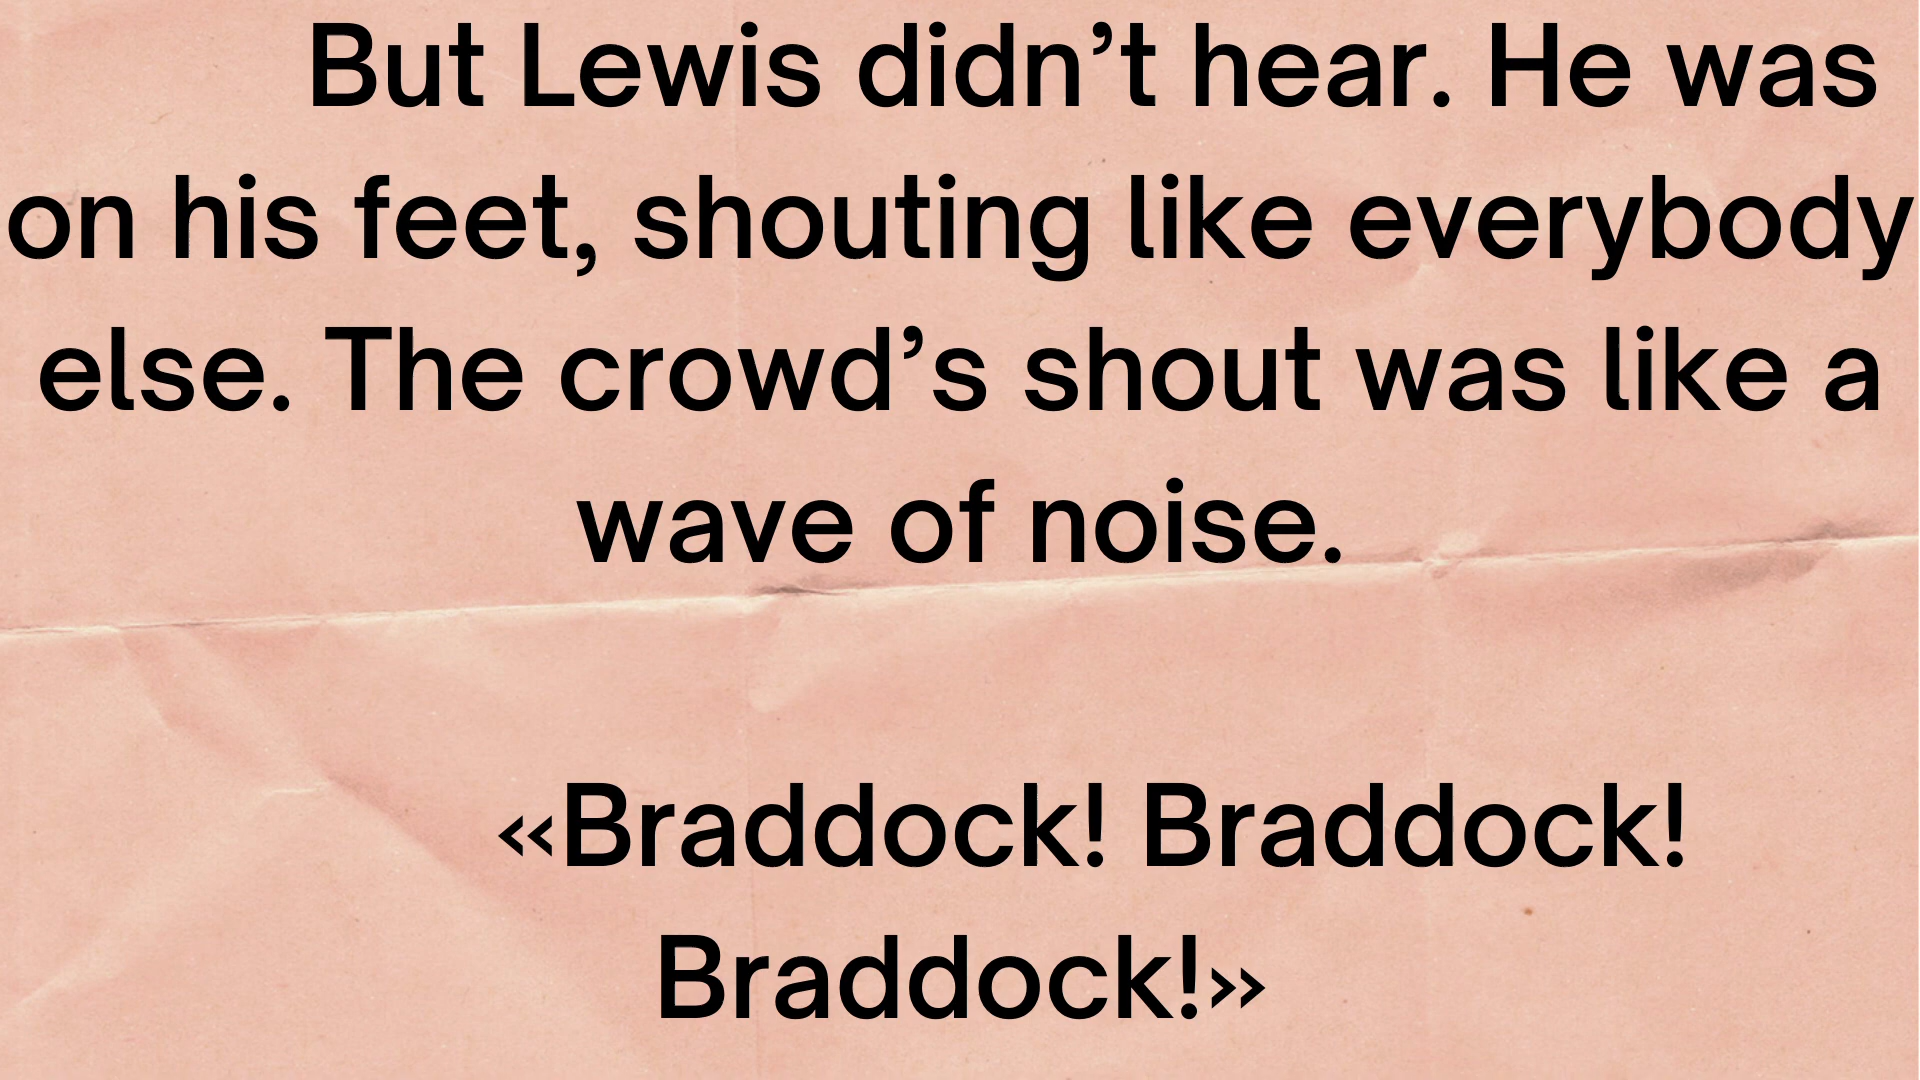 But Lewis didn’t hear. He was
on his feet, shouting like everybody
else. The crowd’s shout was like a
wave of noise.
«Braddock! Braddock!
Braddock!»